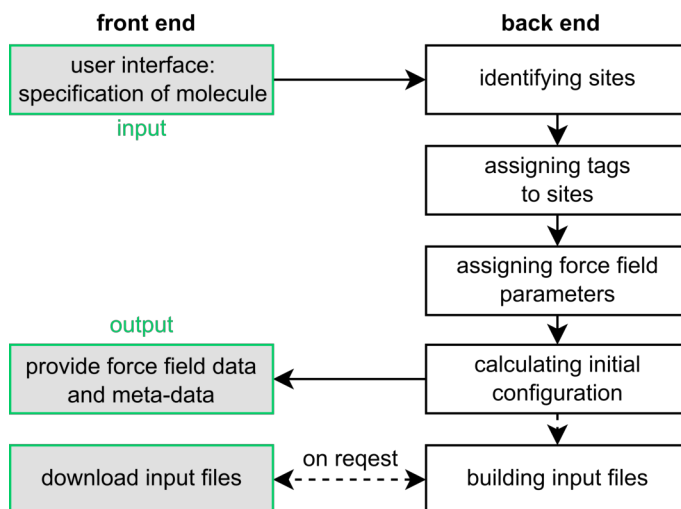 front end
back end
user interface:
specification of molecule
input
identifying sites
assigning tags
to sites
assigning force field
parameters
output
provide force field data
and meta-data
calculating initial
configuration
download input files
on reqest
building input files